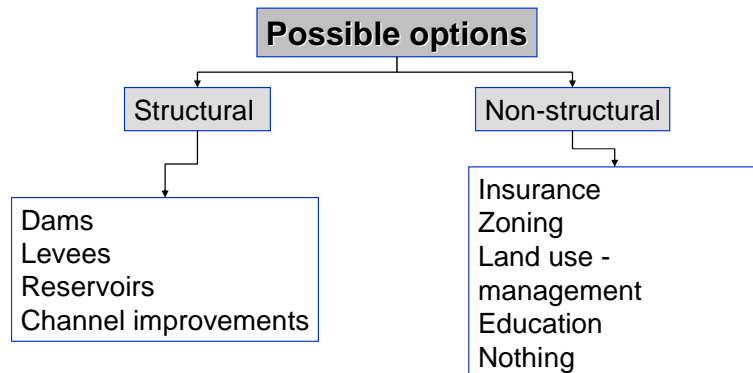 Possible options
Structural
Non-structural
Dams
Levees
Reservoirs
Channel improvements
Insurance
Zoning
Land use -
management
Education
Nothing